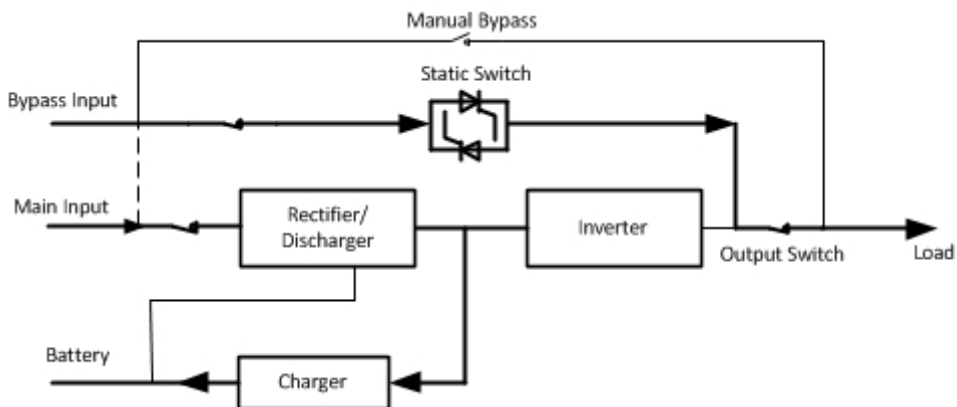 Manual Bypass
Static Switch
Bypass Input
Main Input
Rectifier/
Discharger
Inverter
Output Switch
Load
Battery
Charger